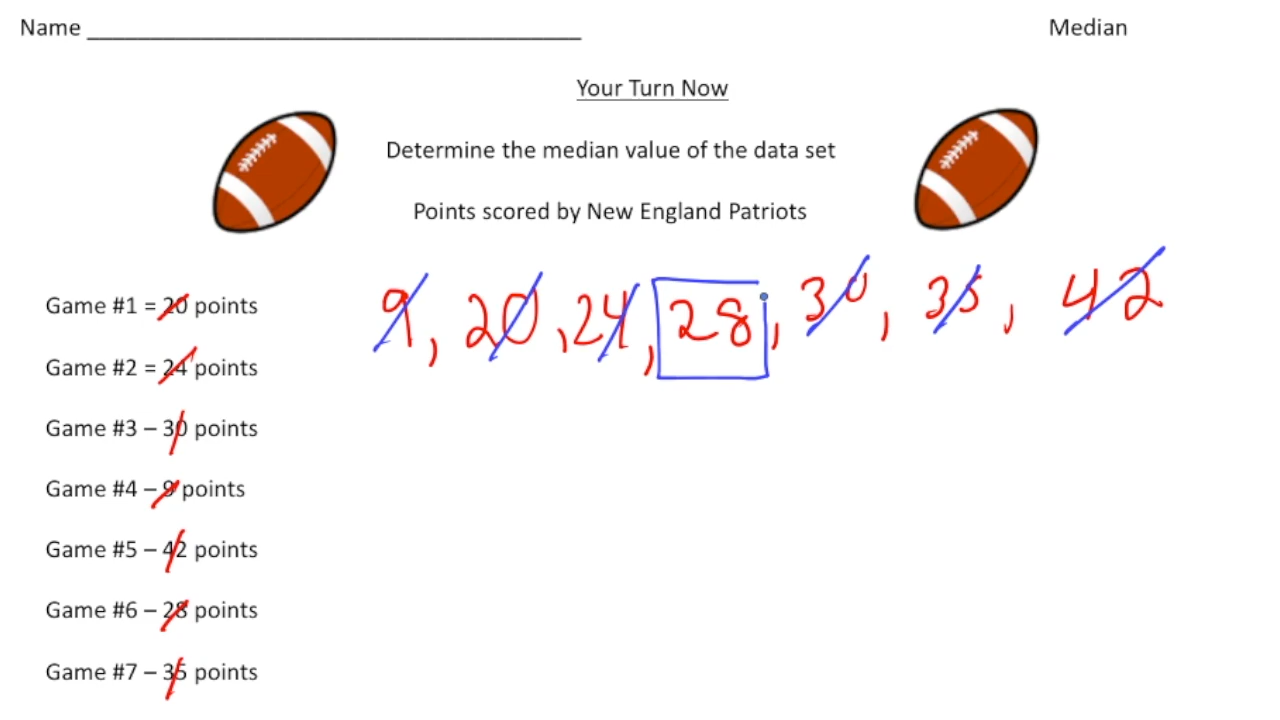 Name ____________________ Median
Your Turn Now
Determine the median value of the data set
Points scored by New England Patriots
Game #1 = 20 points
Game #2 = 24 points
Game #3 – 30 points
Game #4 – 9 points
Game #5 – 42 points
Game #6 – 28 points
Game #7 – 35 points
9, 20, 24, 28, 30, 35, 42